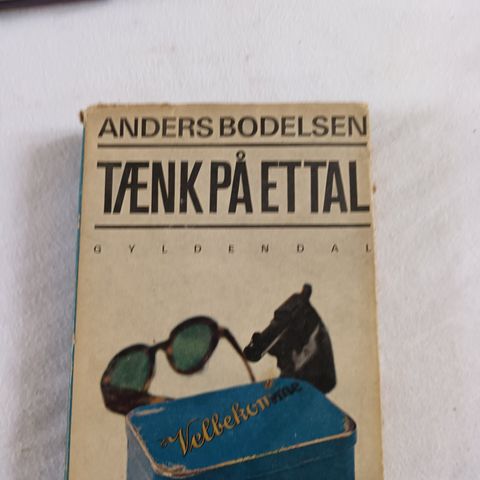 ANDERS BODELSEN
TÆNK PÅ ET TAL
GYLDENDAL
Velbekomme